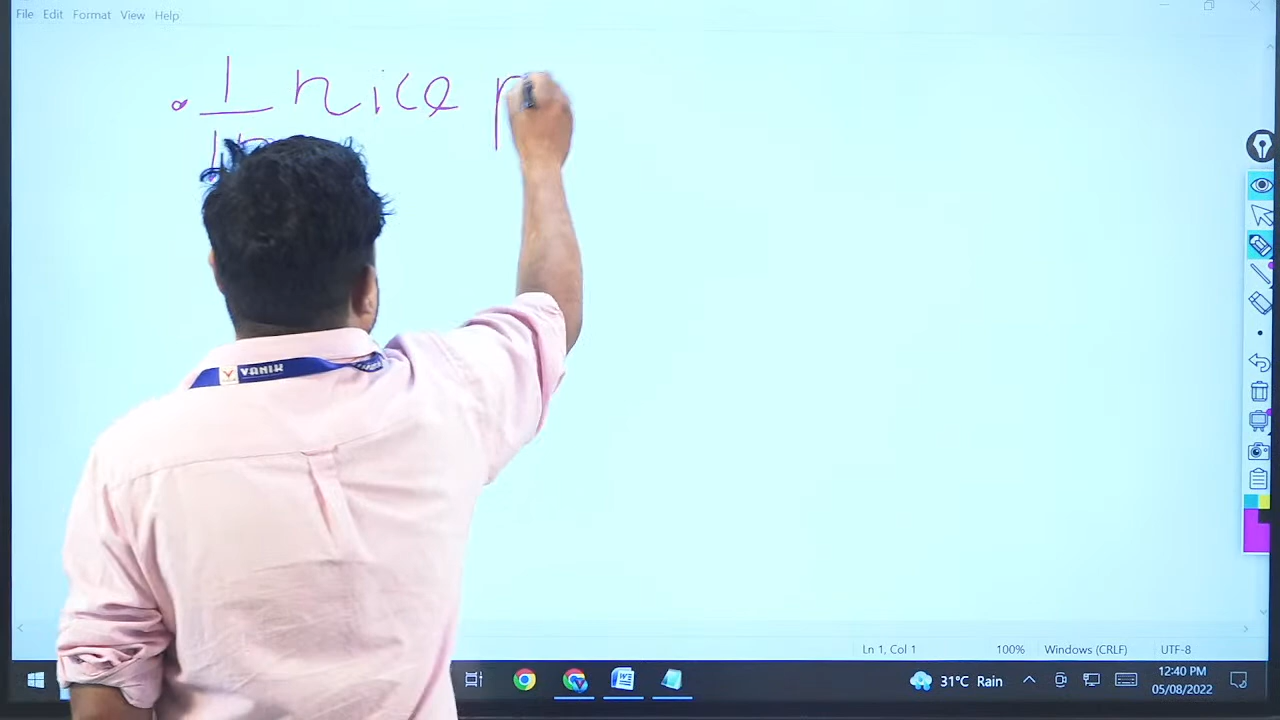 File Edit Format View Help
I nice
VANIK
Ln 1, Col 1 100% Windows (CRLF) UTF-8
31°C Rain
12:40 PM
05/08/2022